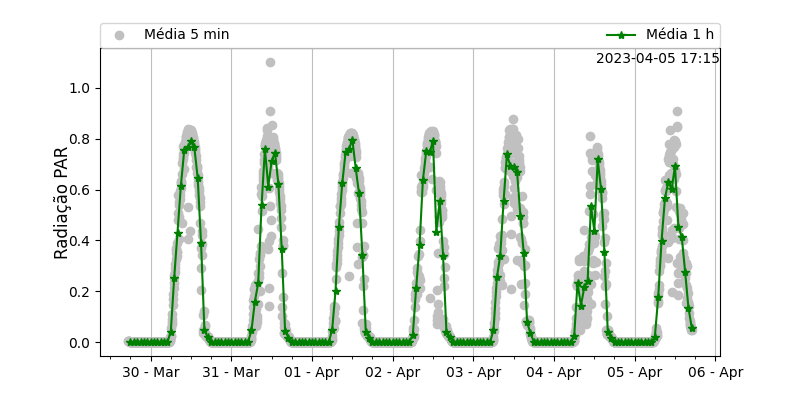 Média 5 min
Média 1 h
2023-04-05 17:15
Radiação PAR
1.0
0.8
0.6
0.4
0.2
0.0
30 - Mar
31 - Mar
01 - Apr
02 - Apr
03 - Apr
04 - Apr
05 - Apr
06 - Apr